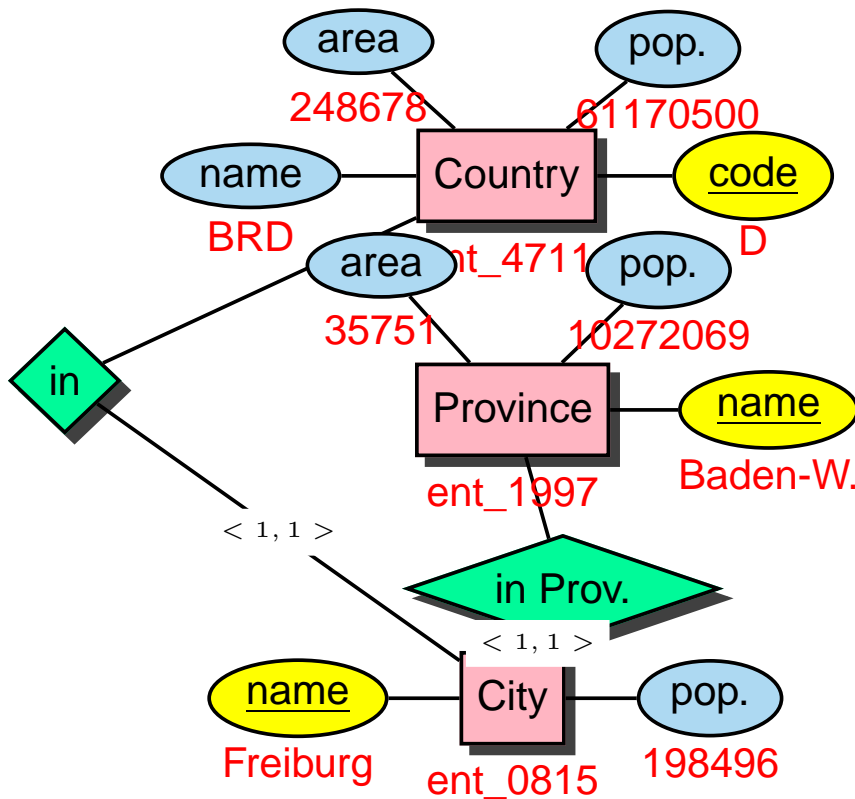 area
pop.
248678
61170500
name
Country
code
BRD
D
area
nt_4711
pop.
35751
10272069
in
Province
name
ent_1997
Baden-W.
< 1, 1 >
in Prov.
< 1, 1 >
name
City
pop.
Freiburg
ent_0815
198496